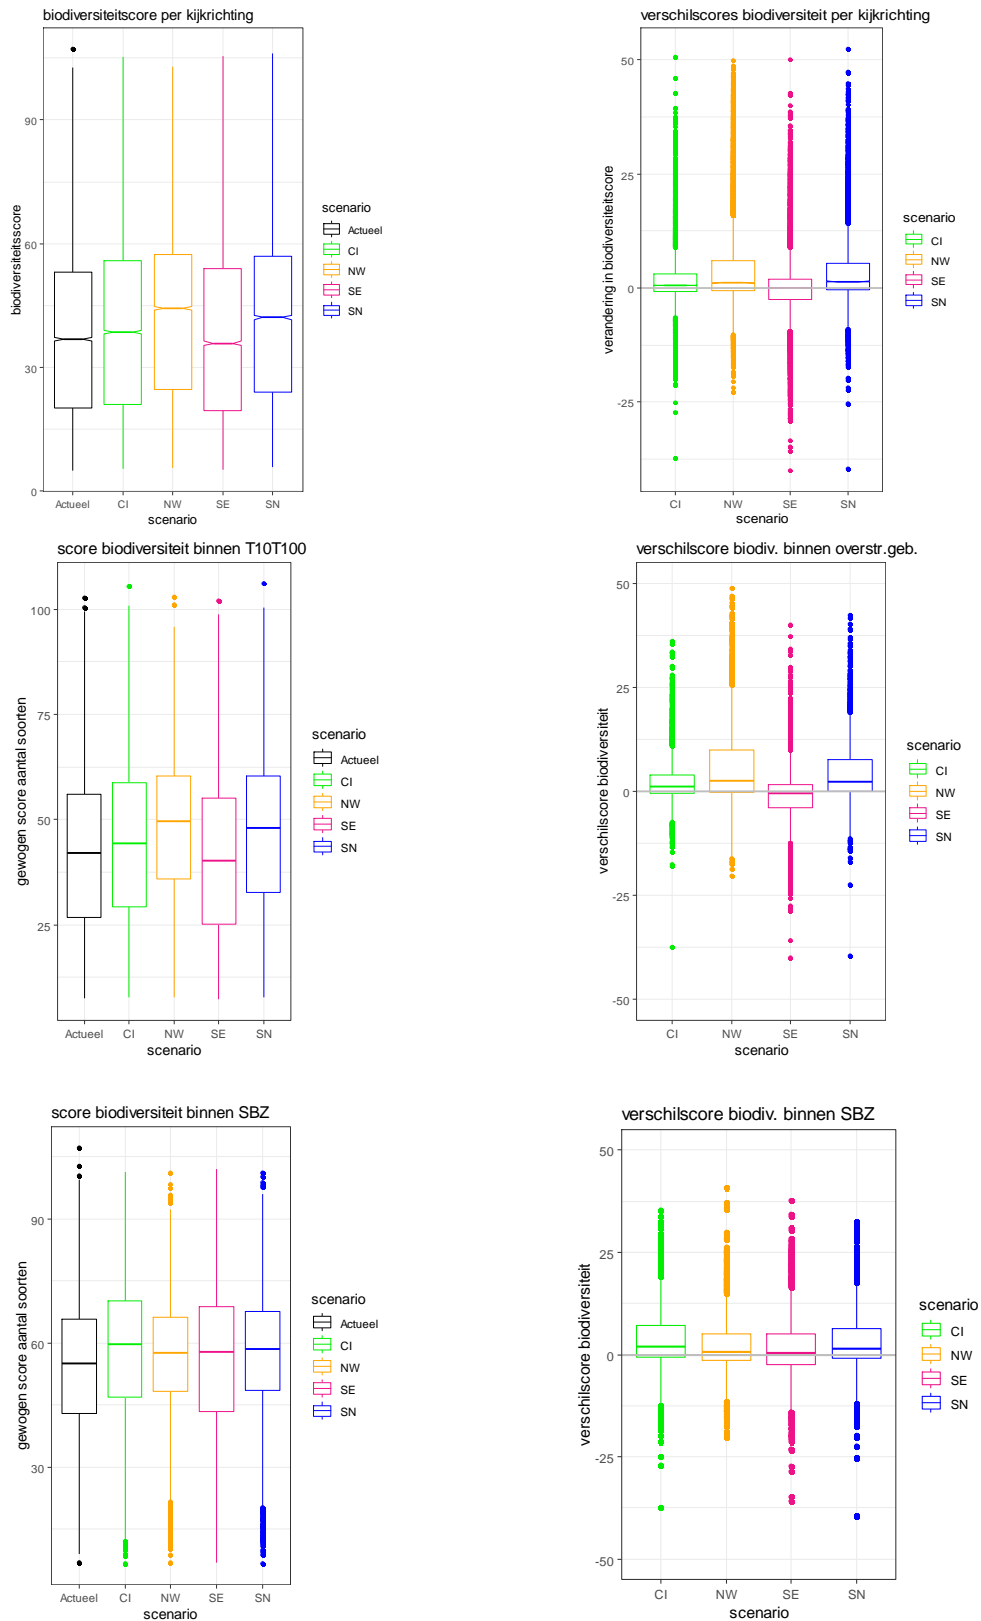 biodiversiteitscore per kijkrichting
biodiversiteitsscore
90
60
30
0
Actueel CI NW SE SN
scenario
scenario
Actueel
CI
NW
SE
SN
verschilscores biodiversiteit per kijkrichting
verandering in biodiversiteitscore
50
25
0
-25
CI NW SE SN
scenario
scenario
CI
NW
SE
SN
score biodiversiteit binnen T10T100
gewogen score aantal soorten
100
75
50
25
Actueel CI NW SE SN
scenario
scenario
Actueel
CI
NW
SE
SN
verschilscore biodiv. binnen overstr.geb.
verschilscore biodiversiteit
50
25
0
-25
-50
CI NW SE SN
scenario
scenario
CI
NW
SE
SN
score biodiversiteit binnen SBZ
gewogen score aantal soorten
90
60
30
Actueel CI NW SE SN
scenario
scenario
Actueel
CI
NW
SE
SN
verschilscore biodiv. binnen SBZ
verschilscore biodiversiteit
50
25
0
-25
-50
CI NW SE SN
scenario
scenario
CI
NW
SE
SN